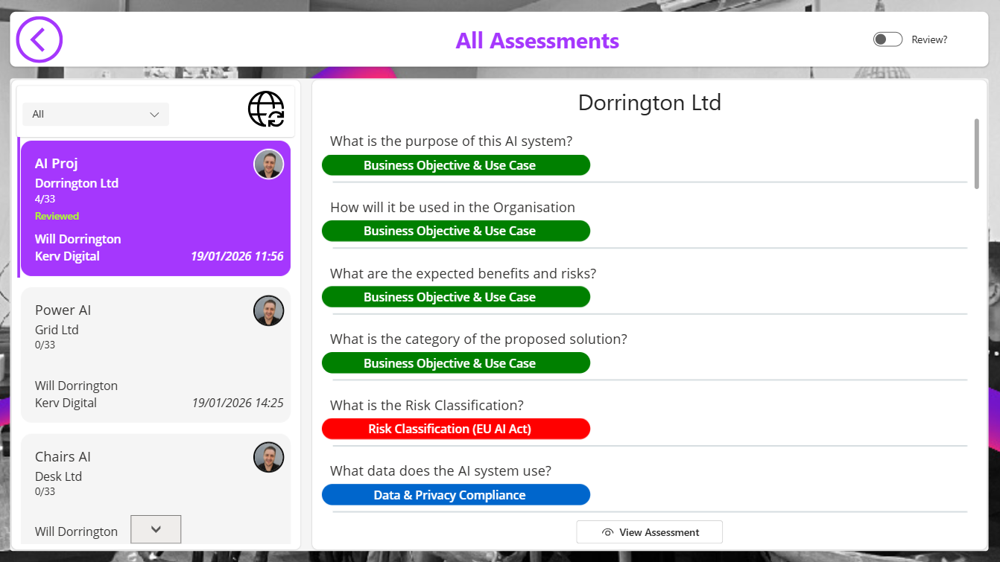 All Assessments
Review?
All
AI Proj
Dorrington Ltd
4/33
Reviewed
Will Dorrington
Kerv Digital
19/01/2026 11:56
Power AI
Grid Ltd
0/33
Will Dorrington
Kerv Digital
19/01/2026 14:25
Chairs AI
Desk Ltd
0/33
Will Dorrington
Dorrington Ltd
What is the purpose of this AI system?
Business Objective & Use Case
How will it be used in the Organisation
Business Objective & Use Case
What are the expected benefits and risks?
Business Objective & Use Case
What is the category of the proposed solution?
Business Objective & Use Case
What is the Risk Classification?
Risk Classification (EU AI Act)
What data does the AI system use?
Data & Privacy Compliance
View Assessment